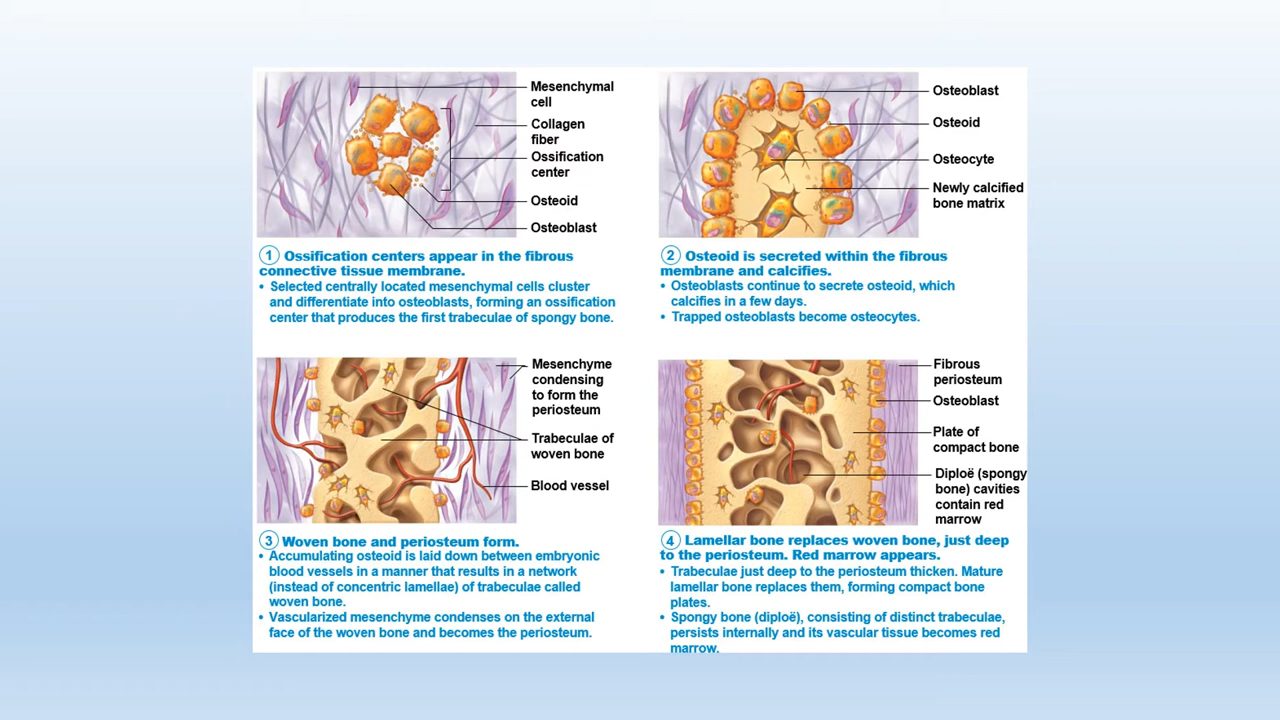 Mesenchymal
cell
Collagen
fiber
Ossification
center
Osteoid
Osteoblast
1 Ossification centers appear in the fibrous
connective tissue membrane.
• Selected centrally located mesenchymal cells cluster
and differentiate into osteoblasts, forming an ossification
center that produces the first trabeculae of spongy bone.
Osteoblast
Osteoid
Osteocyte
Newly calcified
bone matrix
2 Osteoid is secreted within the fibrous
membrane and calcifies.
• Osteoblasts continue to secrete osteoid, which
calcifies in a few days.
• Trapped osteoblasts become osteocytes.
Mesenchyme
condensing
to form the
periosteum
Trabeculae of
woven bone
Blood vessel
3 Woven bone and periosteum form.
• Accumulating osteoid is laid down between embryonic
blood vessels in a manner that results in a network
(instead of concentric lamellae) of trabeculae called
woven bone.
• Vascularized mesenchyme condenses on the external
face of the woven bone and becomes the periosteum.
Fibrous
periosteum
Osteoblast
Plate of
compact bone
Diploë (spongy
bone) cavities
contain red
marrow
4 Lamellar bone replaces woven bone, just deep
to the periosteum. Red marrow appears.
• Trabeculae just deep to the periosteum thicken. Mature
lamellar bone replaces them, forming compact bone
plates.
• Spongy bone (diploë), consisting of distinct trabeculae,
persists internally and its vascular tissue becomes red
marrow.